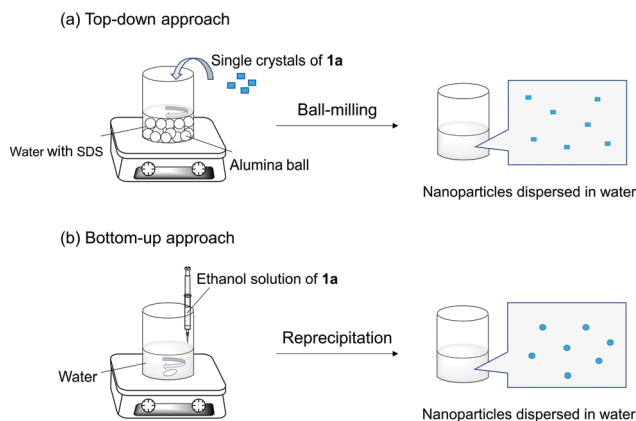 (a) Top-down approach
Single crystals of 1a
Ball-milling
Water with SDS
Alumina ball
Nanoparticles dispersed in water
(b) Bottom-up approach
Ethanol solution of 1a
Reprecipitation
Water
Nanoparticles dispersed in water